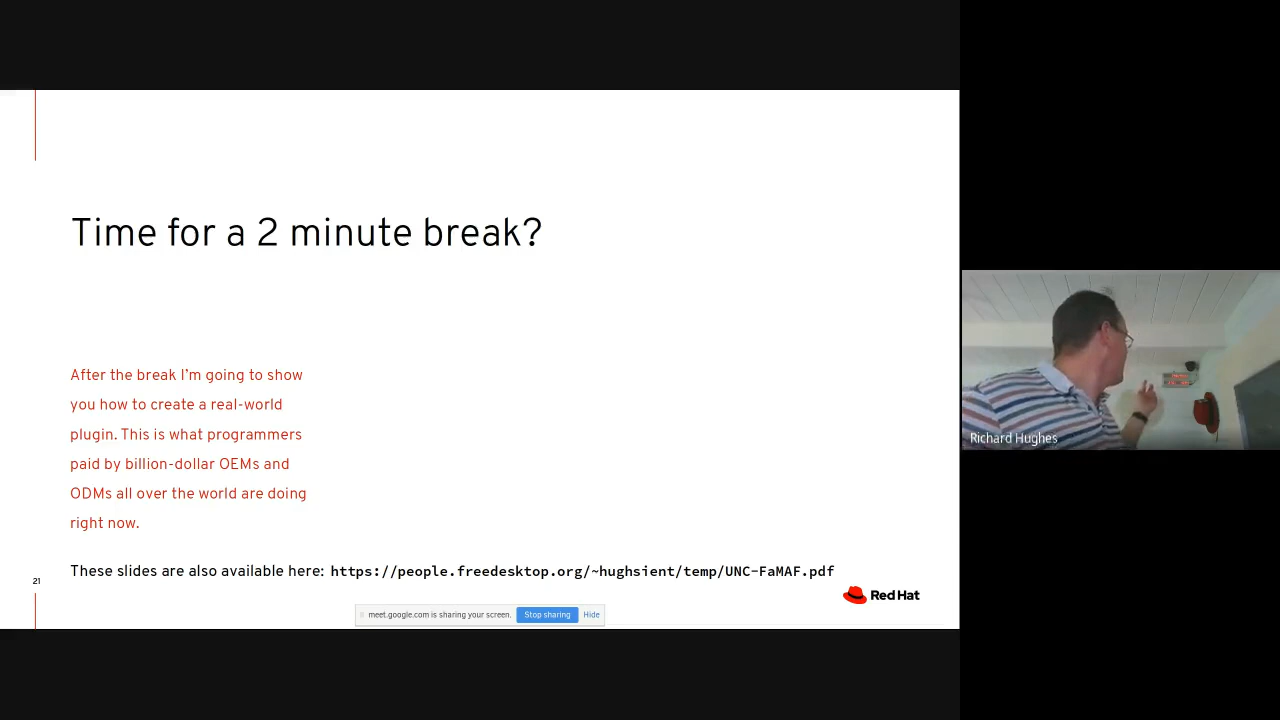 Time for a 2 minute break?
After the break I'm going to show
you how to create a real-world
plugin. This is what programmers
paid by billion-dollar OEMs and
ODMs all over the world are doing
right now.
These slides are also available here: https://people.freedesktop.org/~hughsient/temp/UNC-FaMAF.pdf
21
Red Hat
meet.google.com is sharing your screen. Stop sharing Hide
Richard Hughes